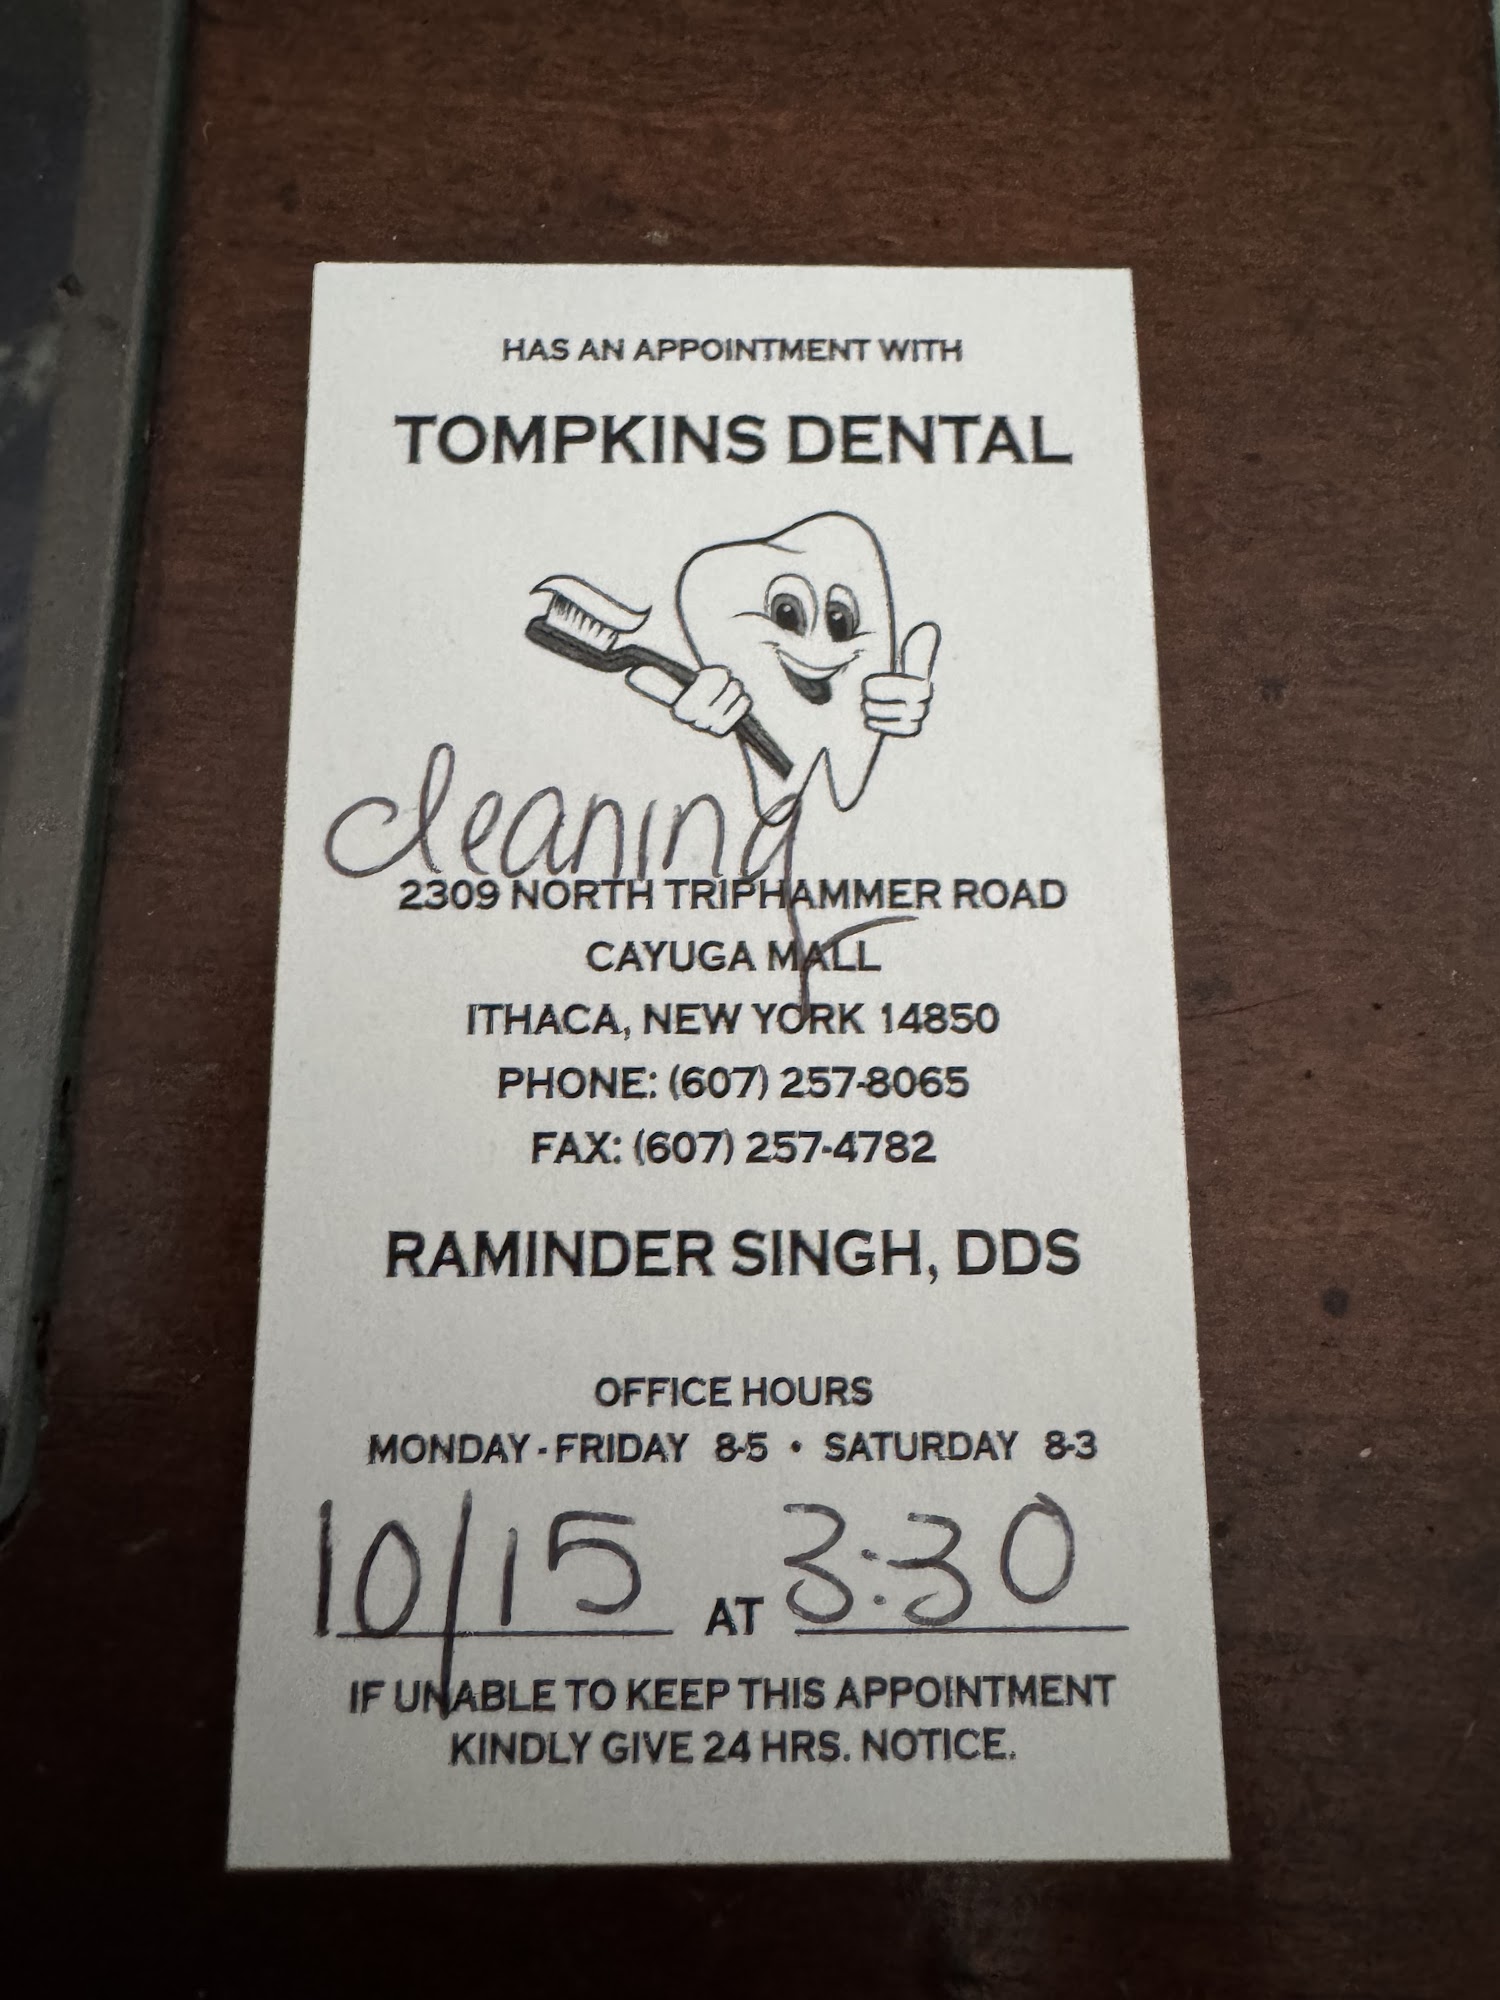 HAS AN APPOINTMENT WITH
TOMPKINS DENTAL
cleaning
2309 NORTH TRIPHAMMER ROAD
CAYUGA MALL
ITHACA, NEW YORK 14850
PHONE: (607) 257-8065
FAX: (607) 257-4782
RAMINDER SINGH, DDS
OFFICE HOURS
MONDAY - FRIDAY 8-5 • SATURDAY 8-3
10/15 AT 3:30
IF UNABLE TO KEEP THIS APPOINTMENT
KINDLY GIVE 24 HRS. NOTICE.